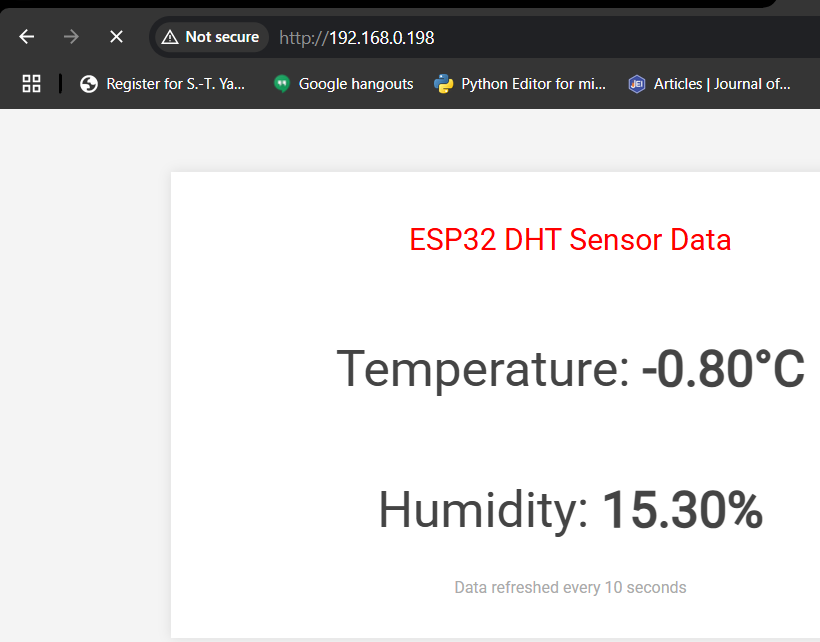 Not secure http://192.168.0.198
Register for S.-T. Ya... Google hangouts Python Editor for mi... JEI Articles | Journal of...
ESP32 DHT Sensor Data
Temperature: -0.80°C
Humidity: 15.30%
Data refreshed every 10 seconds